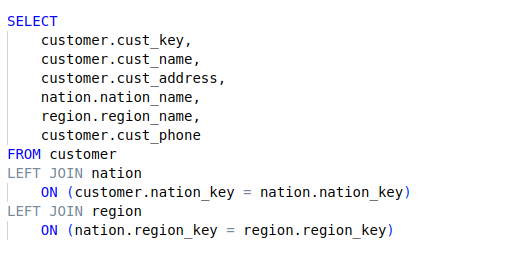 SELECT
    customer.cust_key,
    customer.cust_name,
    customer.cust_address,
    nation.nation_name,
    region.region_name,
    customer.cust_phone
FROM customer
LEFT JOIN nation
    ON (customer.nation_key = nation.nation_key)
LEFT JOIN region
    ON (nation.region_key = region.region_key)